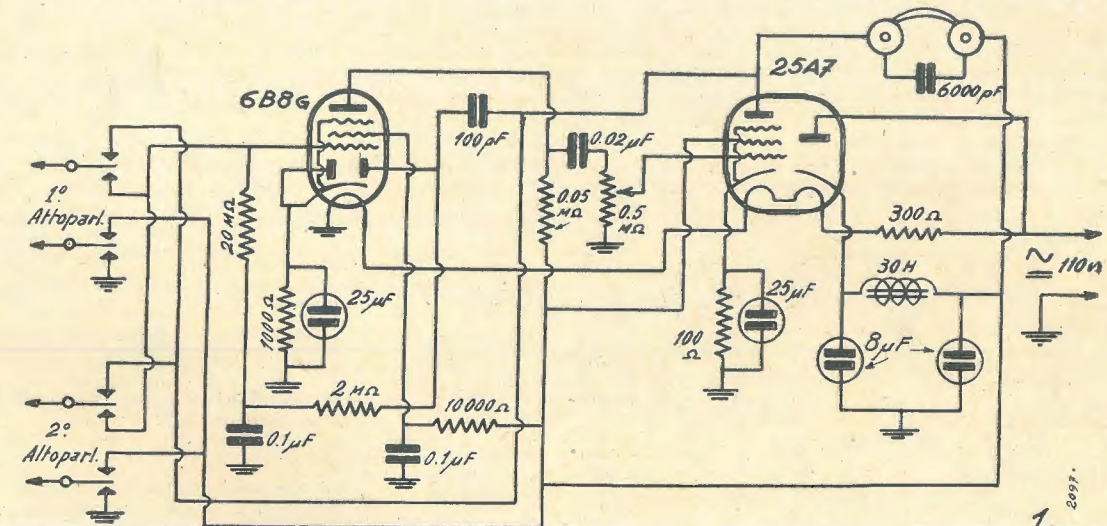 6B8G
25A7
6000 pF
100 pF
0.02 µF
0.05
MΩ
0.5
MΩ
1º.
Altoparl.
20 MΩ
300 Ω
30 H
~ 110 V
25 µF
25 µF
1000 Ω
100
Ω
8 µF
2 MΩ
10000 Ω
2º.
Altoparl.
0.1 µF
0.1 µF
1
2097.